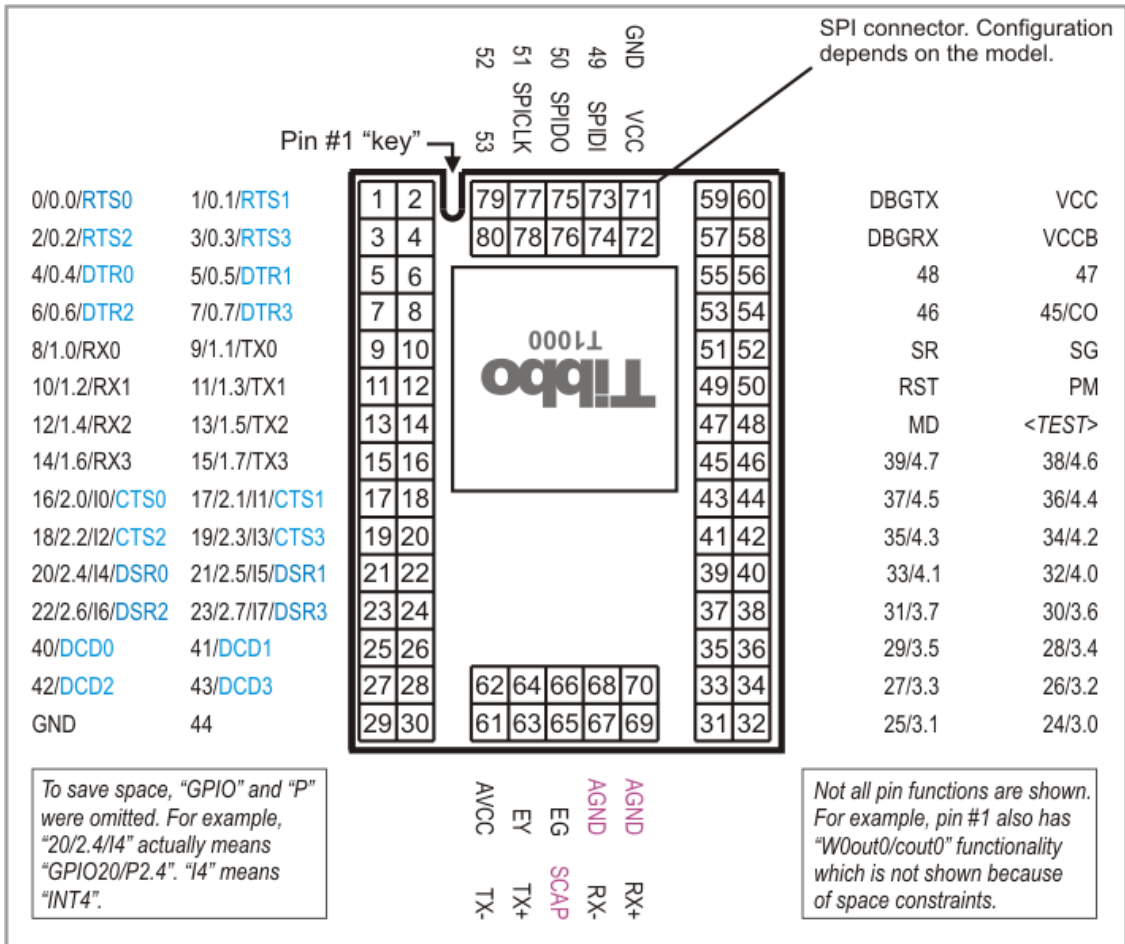 SPI connector. Configuration
depends on the model.
52 51 50 49 GND
53 SPICLK SPIDO SPIDI VCC
Pin #1 “key”
0/0.0/RTS0 1/0.1/RTS1 1 2 79 77 75 73 71 59 60 DBGTX VCC
2/0.2/RTS2 3/0.3/RTS3 3 4 80 78 76 74 72 57 58 DBGRX VCCB
4/0.4/DTR0 5/0.5/DTR1 5 6 55 56 48 47
6/0.6/DTR2 7/0.7/DTR3 7 8 53 54 46 45/CO
8/1.0/RX0 9/1.1/TX0 9 10 T1000 51 52 SR SG
10/1.2/RX1 11/1.3/TX1 11 12 Tibbo 49 50 RST PM
12/1.4/RX2 13/1.5/TX2 13 14 47 48 MD <TEST>
14/1.6/RX3 15/1.7/TX3 15 16 45 46 39/4.7 38/4.6
16/2.0/I0/CTS0 17/2.1/I1/CTS1 17 18 43 44 37/4.5 36/4.4
18/2.2/I2/CTS2 19/2.3/I3/CTS3 19 20 41 42 35/4.3 34/4.2
20/2.4/I4/DSR0 21/2.5/I5/DSR1 21 22 39 40 33/4.1 32/4.0
22/2.6/I6/DSR2 23/2.7/I7/DSR3 23 24 37 38 31/3.7 30/3.6
40/DCD0 41/DCD1 25 26 35 36 29/3.5 28/3.4
42/DCD2 43/DCD3 27 28 62 64 66 68 70 33 34 27/3.3 26/3.2
GND 44 29 30 61 63 65 67 69 31 32 25/3.1 24/3.0
AVCC EY EG AGND AGND
TX- TX+ SCAP RX- RX+
To save space, “GPIO” and “P”
were omitted. For example,
“20/2.4/I4” actually means
“GPIO20/P2.4”. “I4” means
“INT4”.
Not all pin functions are shown.
For example, pin #1 also has
“W0out0/cout0” functionality
which is not shown because
of space constraints.